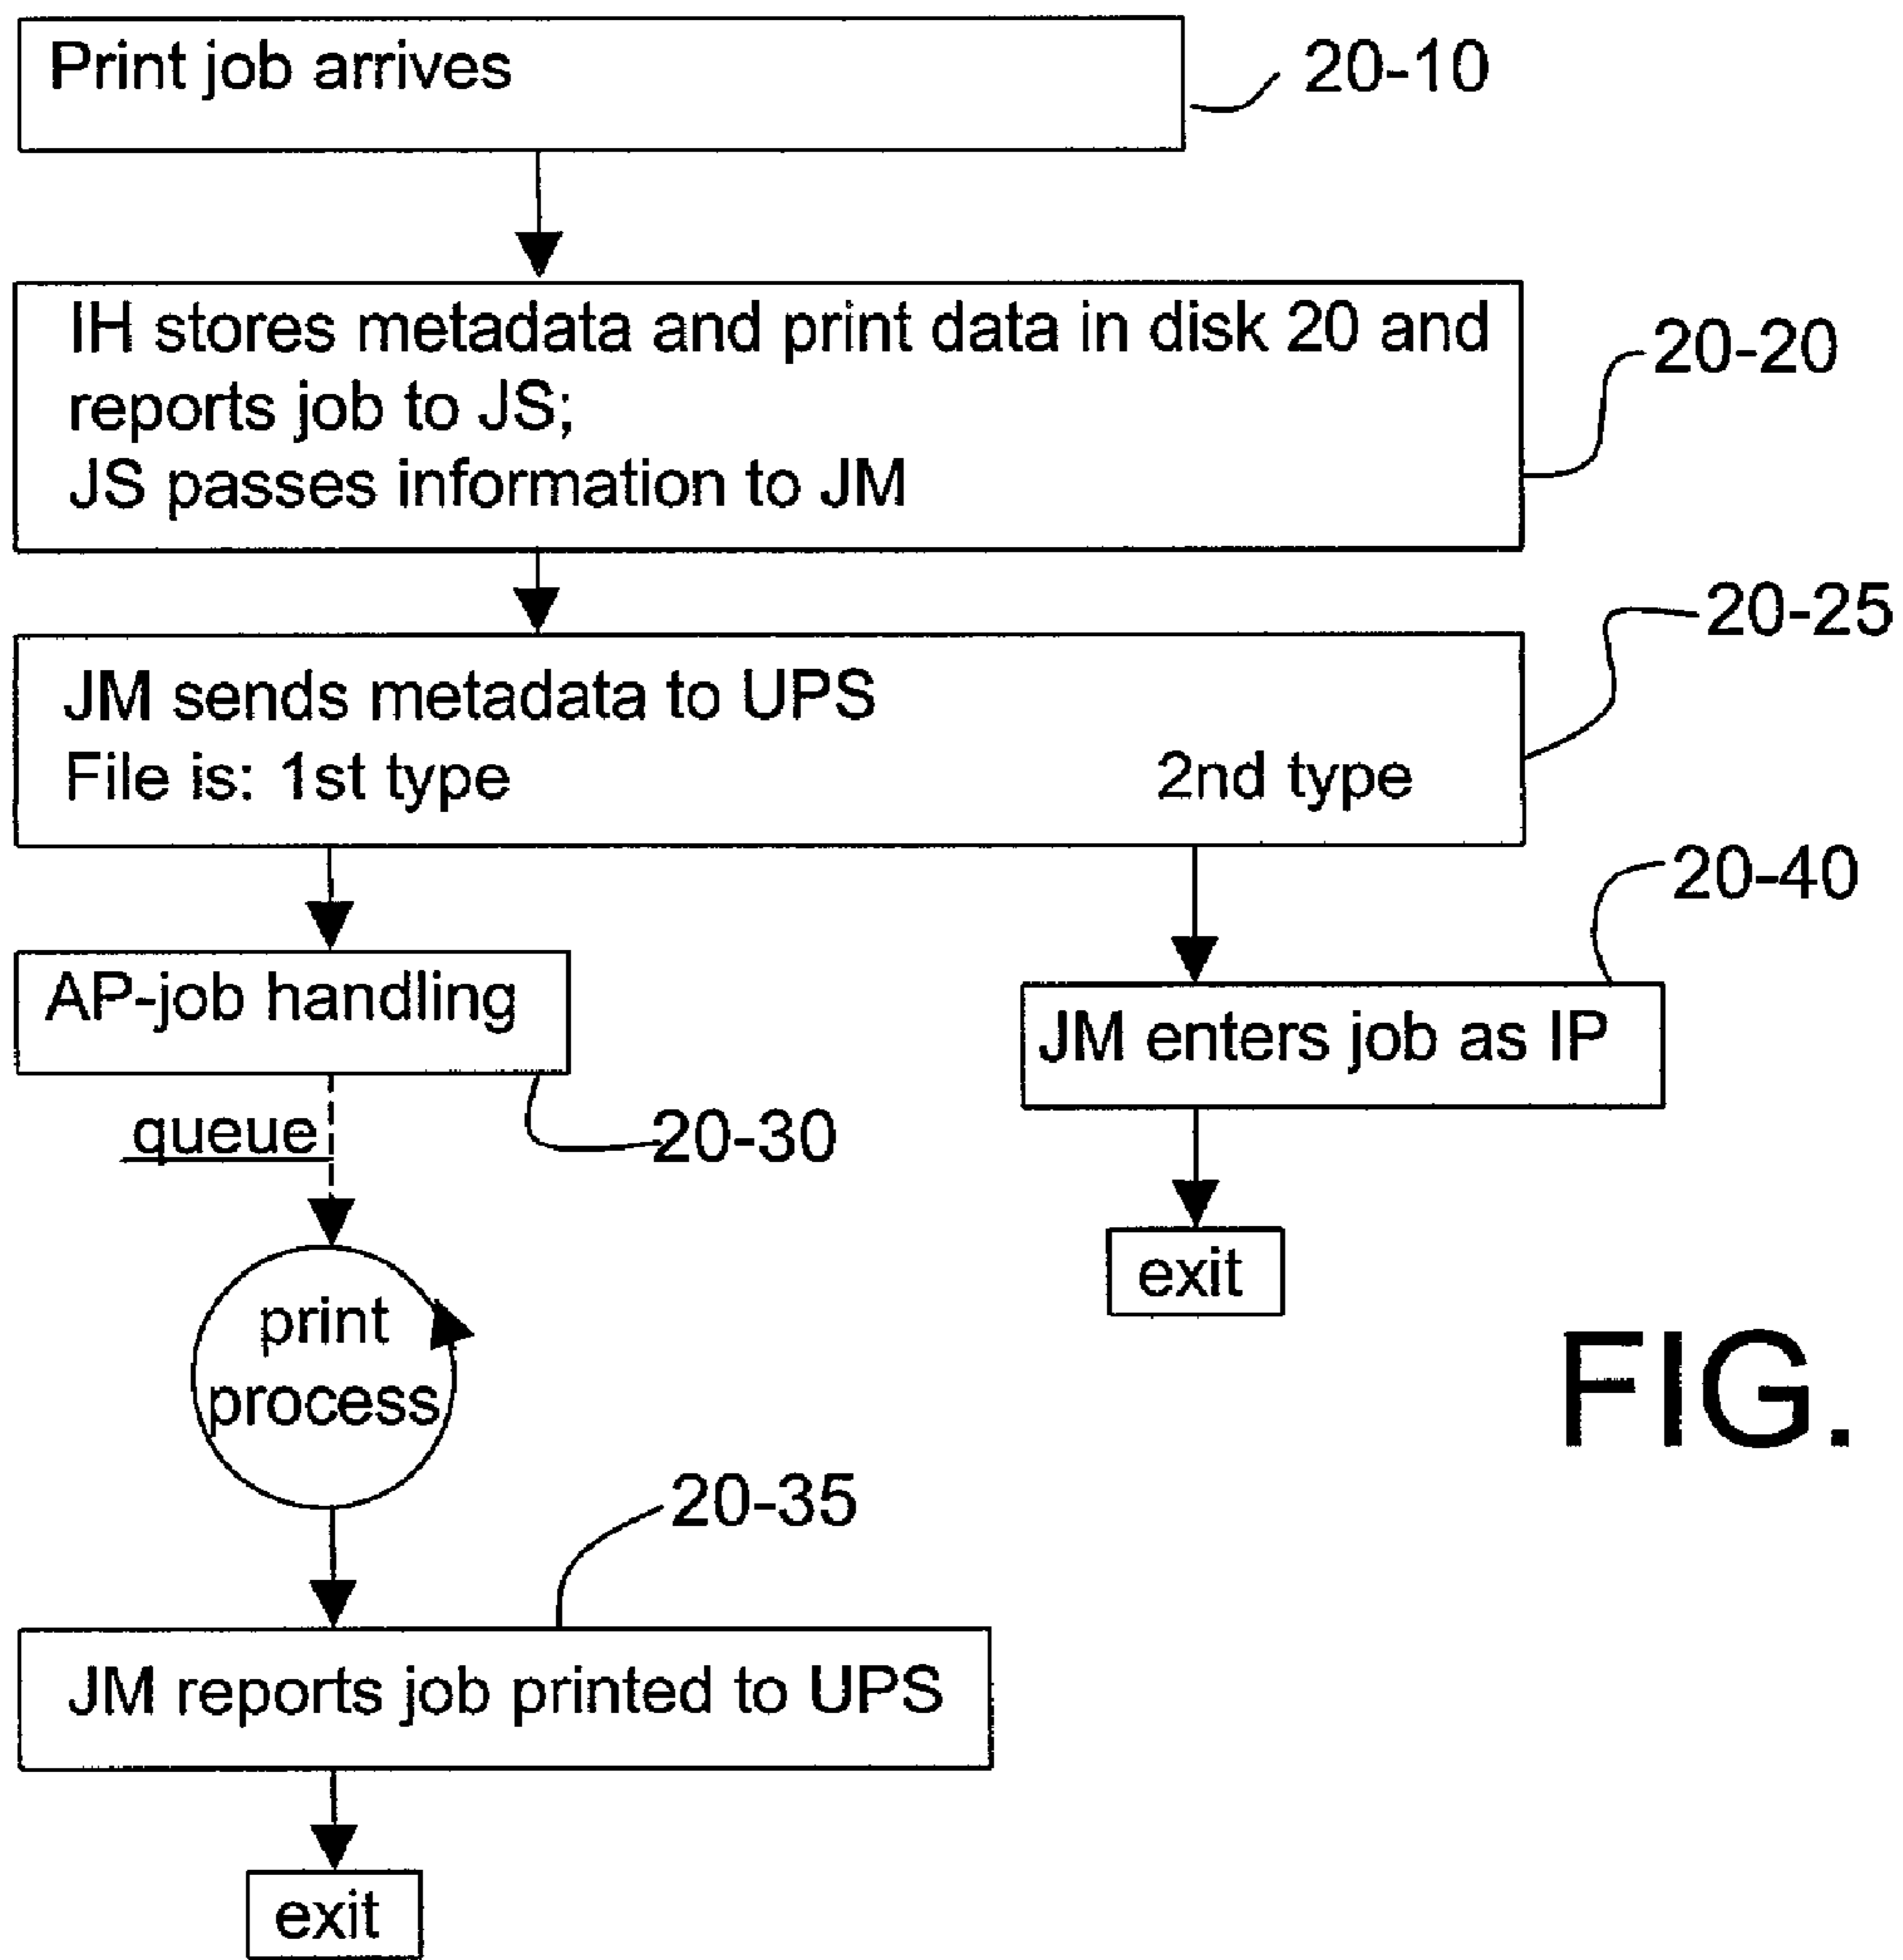 Print job arrives
20-10
IH stores metadata and print data in disk 20 and
reports job to JS;
JS passes information to JM
20-20
20-25
JM sends metadata to UPS
File is: 1st type 2nd type
20-40
AP-job handling
JM enters job as IP
queue
20-30
exit
print
process
FIG.
20-35
JM reports job printed to UPS
exit